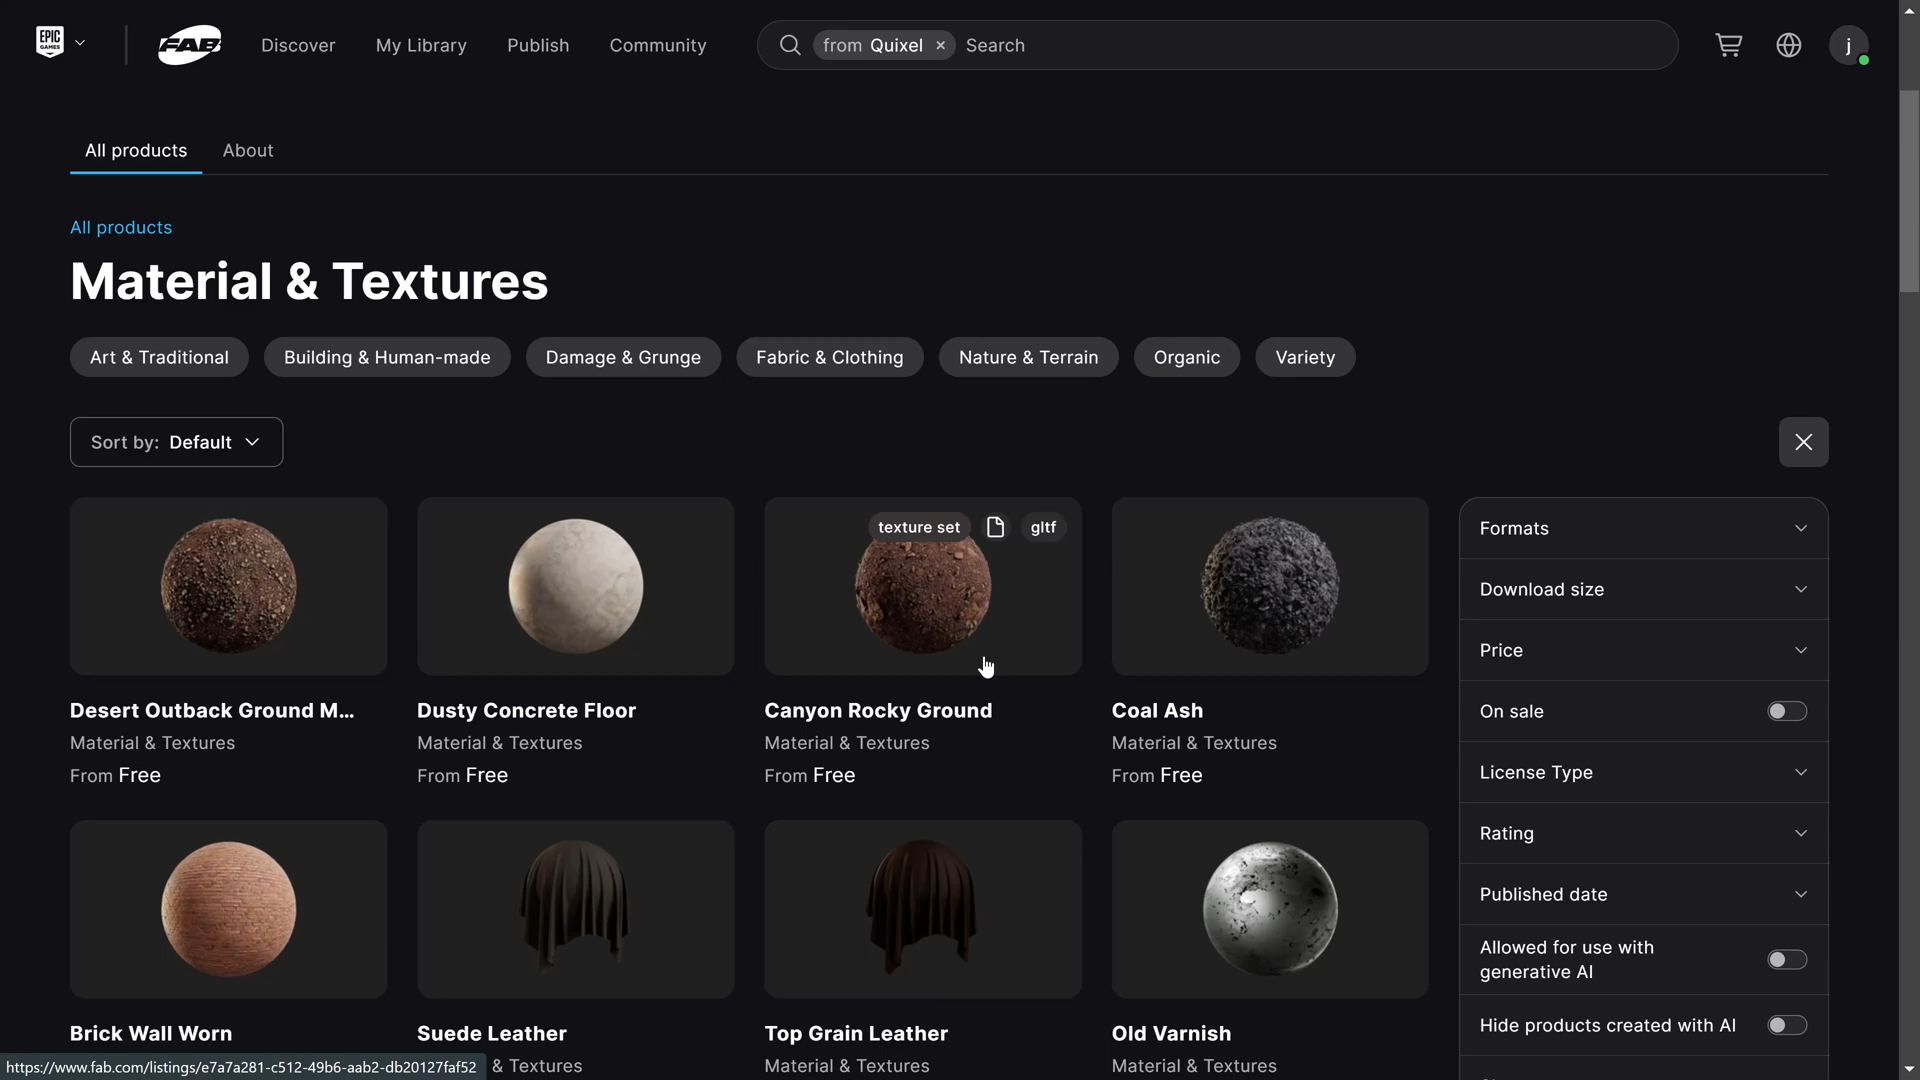 EPIC GAMES
FAB
Discover
My Library
Publish
Community
from Quixel × Search
j
All products
About
All products
Material & Textures
Art & Traditional
Building & Human-made
Damage & Grunge
Fabric & Clothing
Nature & Terrain
Organic
Variety
Sort by: Default
texture set
gltf
Desert Outback Ground M...
Material & Textures
From Free
Dusty Concrete Floor
Material & Textures
From Free
Canyon Rocky Ground
Material & Textures
From Free
Coal Ash
Material & Textures
From Free
Brick Wall Worn
Suede Leather
& Textures
Top Grain Leather
Material & Textures
Old Varnish
Material & Textures
Formats
Download size
Price
On sale
License Type
Rating
Published date
Allowed for use with
generative AI
Hide products created with AI
https://www.fab.com/listings/e7a7a281-c512-49b6-aab2-db20127faf52